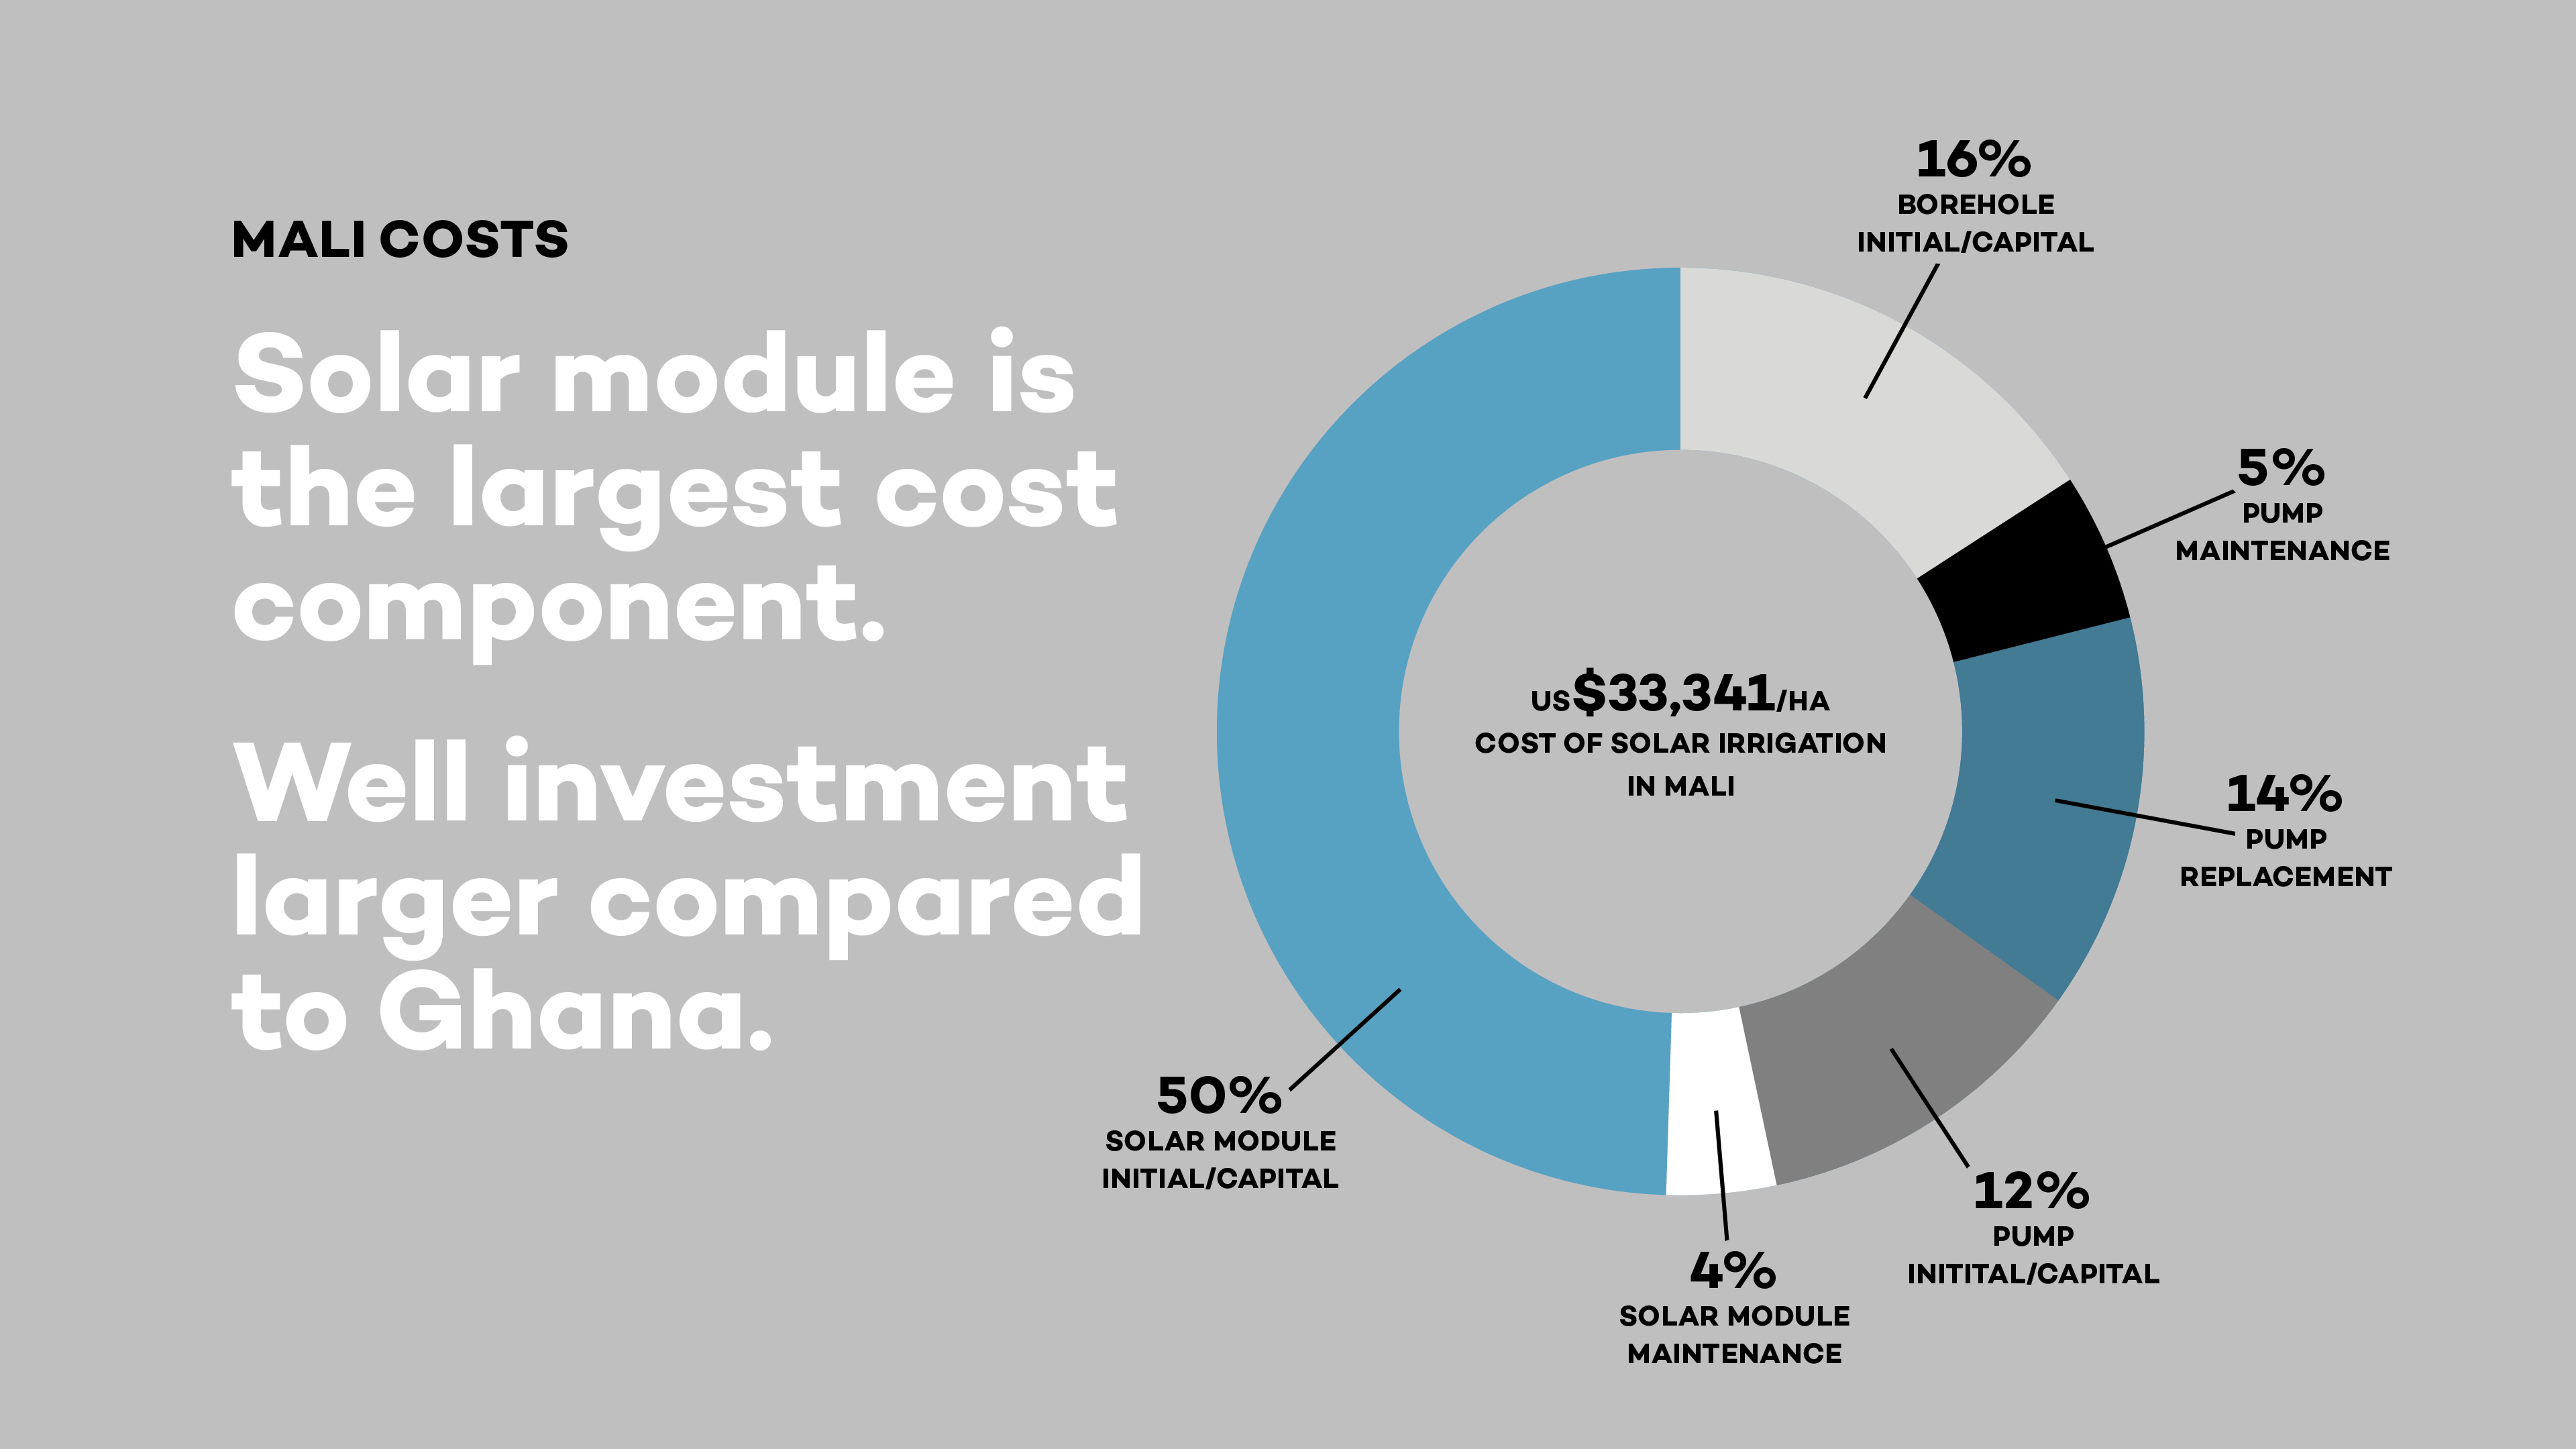 MALI COSTS
Solar module is
the largest cost
component.
Well investment
larger compared
to Ghana.
16%
BOREHOLE
INITIAL/CAPITAL
5%
PUMP
MAINTENANCE
14%
PUMP
REPLACEMENT
12%
PUMP
INITITAL/CAPITAL
4%
SOLAR MODULE
MAINTENANCE
50%
SOLAR MODULE
INITIAL/CAPITAL
US$33,341/HA
COST OF SOLAR IRRIGATION
IN MALI